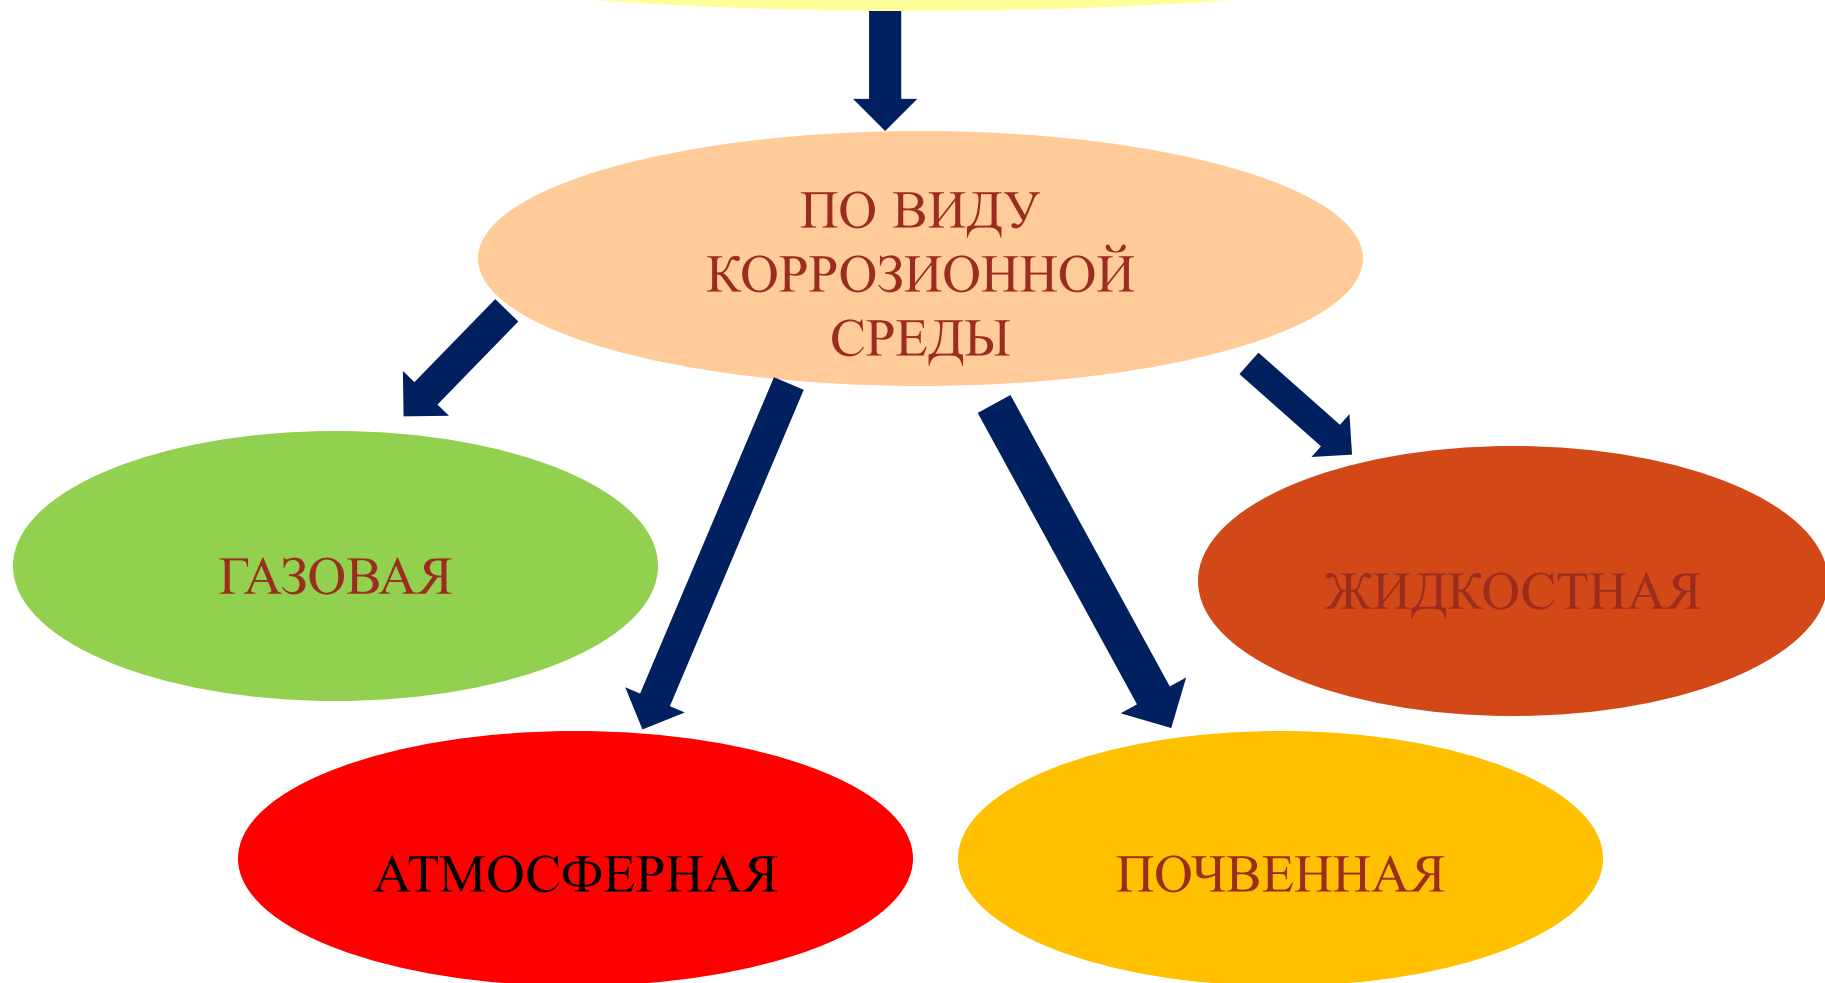 ПО ВИДУ
КОРРОЗИОННОЙ
СРЕДЫ
ГАЗОВАЯ
ЖИДКОСТНАЯ
АТМОСФЕРНАЯ
ПОЧВЕННАЯ